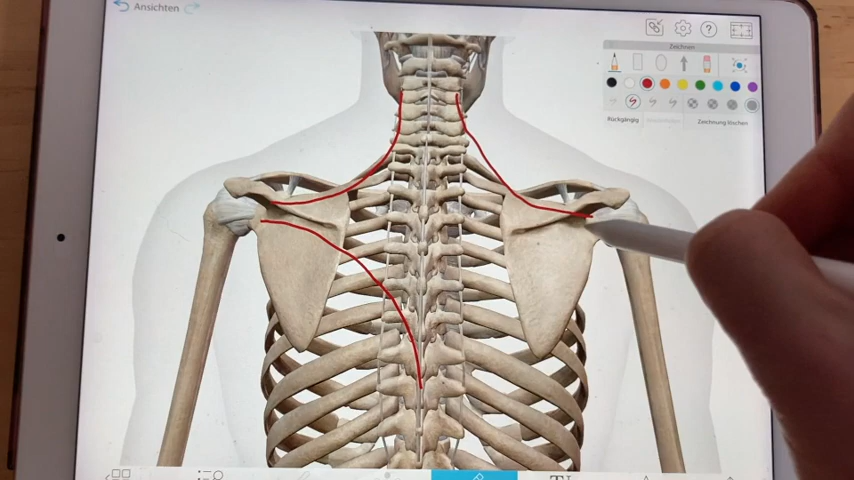 Ansichten
?
Zeichnen
Rückgängig
Zeichnung löschen